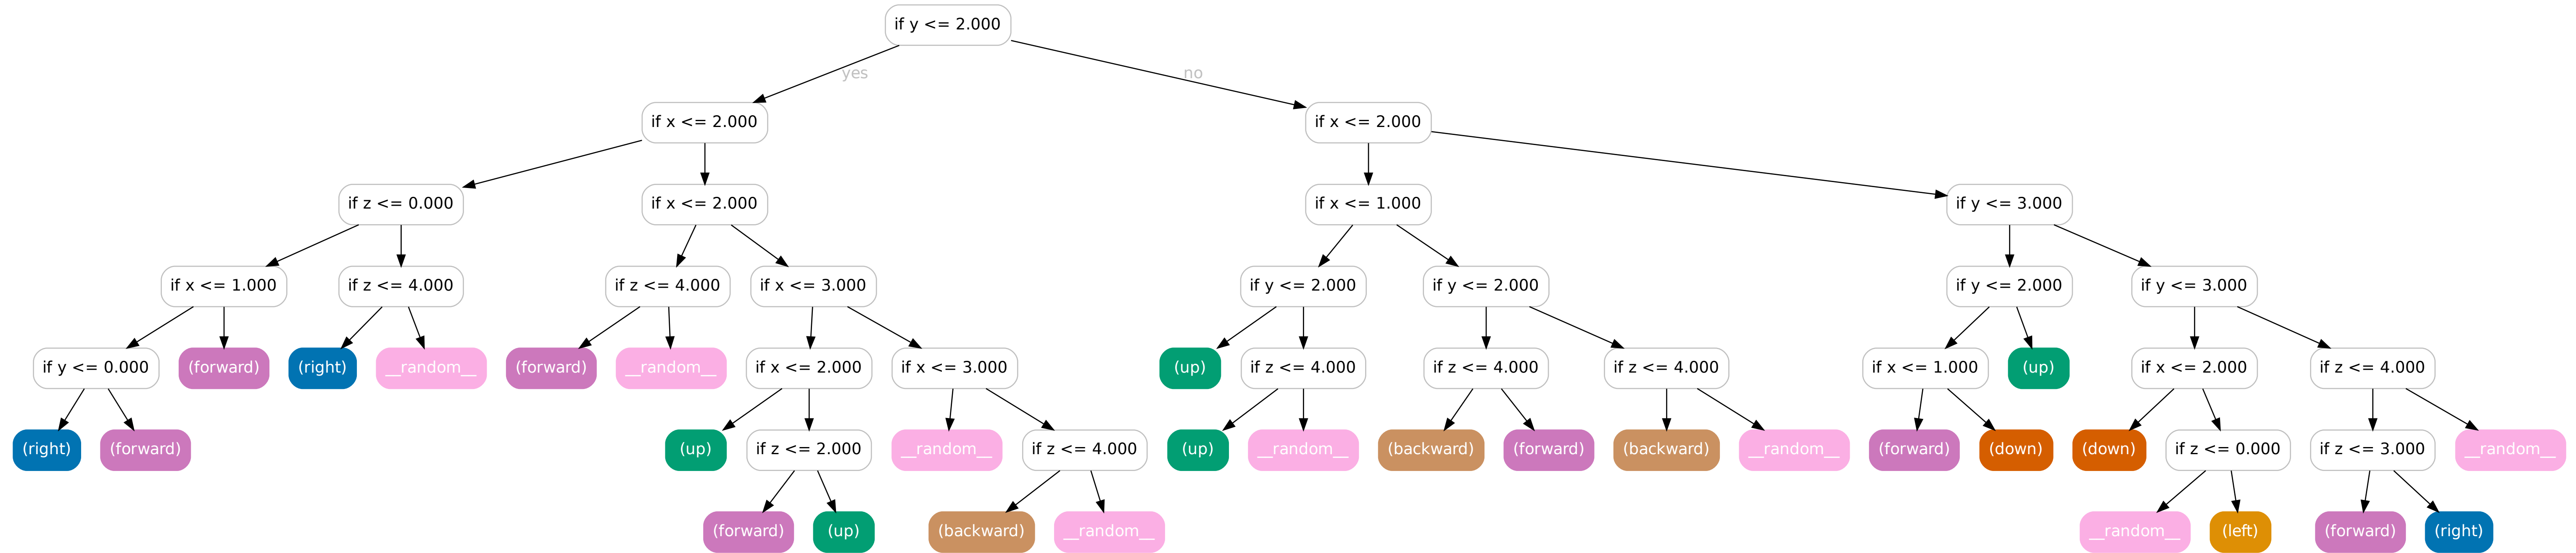 if y <= 2.000
yes
no
if x <= 2.000
if x <= 2.000
if z <= 0.000
if x <= 2.000
if x <= 1.000
if y <= 3.000
if x <= 1.000
if z <= 4.000
if z <= 4.000
if x <= 3.000
if y <= 2.000
if y <= 2.000
if y <= 2.000
if y <= 3.000
if y <= 0.000
(forward)
(right)
__random__
(forward)
__random__
if x <= 2.000
if x <= 3.000
(up)
if z <= 4.000
if z <= 4.000
if z <= 4.000
if x <= 1.000
(up)
if x <= 2.000
if z <= 4.000
(right)
(forward)
(up)
if z <= 2.000
__random__
if z <= 4.000
(up)
__random__
(backward)
(forward)
(backward)
__random__
(forward)
(down)
(down)
if z <= 0.000
if z <= 3.000
__random__
(forward)
(up)
(backward)
__random__
__random__
(left)
(forward)
(right)